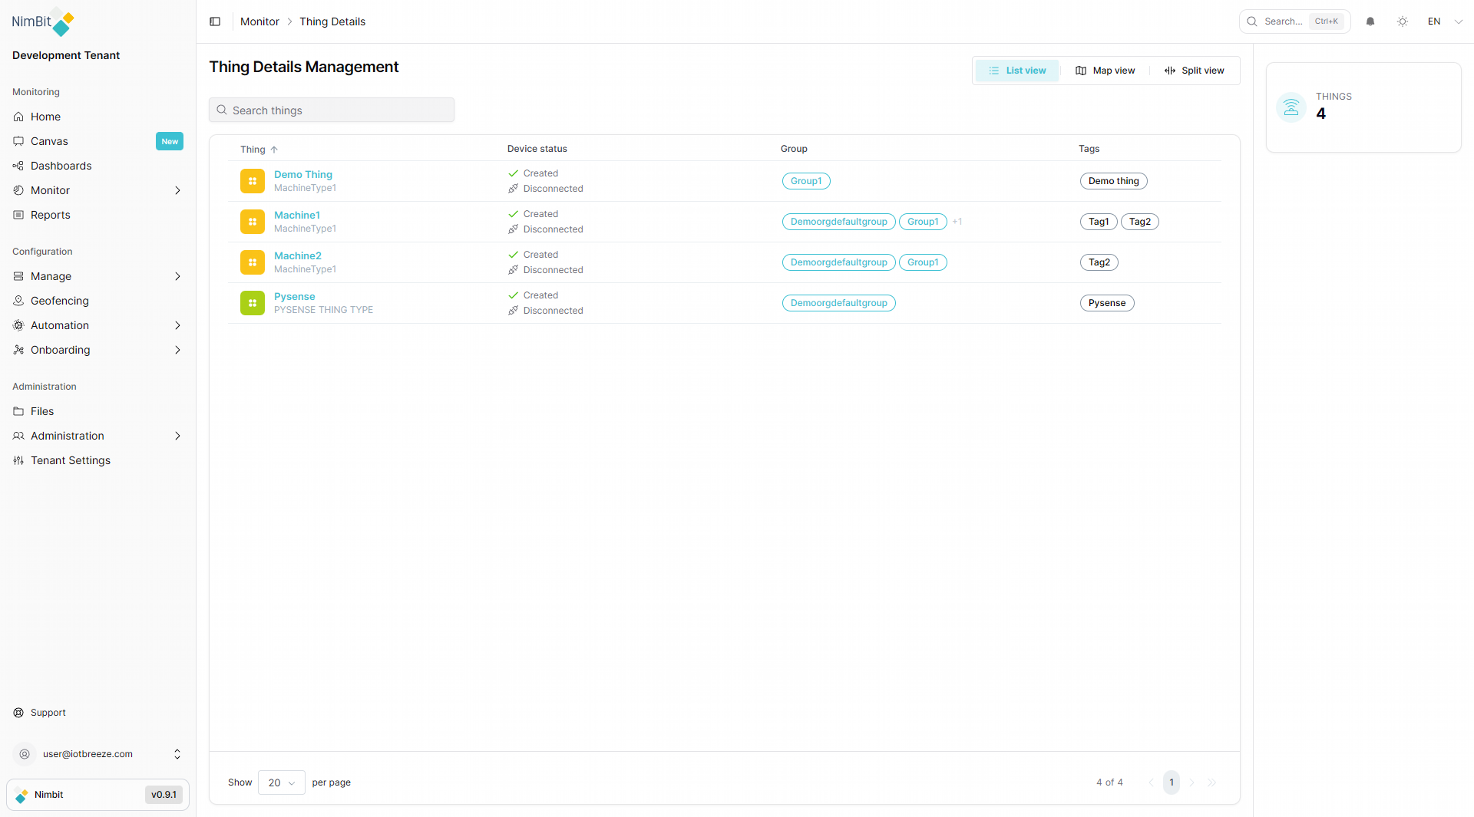 NimBit
Development Tenant
Monitoring
Home
Canvas New
Dashboards
Monitor
Reports
Configuration
Manage
Geofencing
Automation
Onboarding
Administration
Files
Administration
Tenant Settings
Support
user@iotbreeze.com
Nimbit v0.9.1
Monitor > Thing Details
Search... Ctrl+K EN
Thing Details Management
List view Map view Split view
Search things
Thing Device status Group Tags
Demo Thing
MachineType1
Created
Disconnected
Group1
Demo thing
Machine1
MachineType1
Created
Disconnected
Demoorgdefaultgroup Group1 +1
Tag1 Tag2
Machine2
MachineType1
Created
Disconnected
Demoorgdefaultgroup Group1
Tag2
Pysense
PYSENSE THING TYPE
Created
Disconnected
Demoorgdefaultgroup
Pysense
Show 20 per page
4 of 4 1
THINGS
4